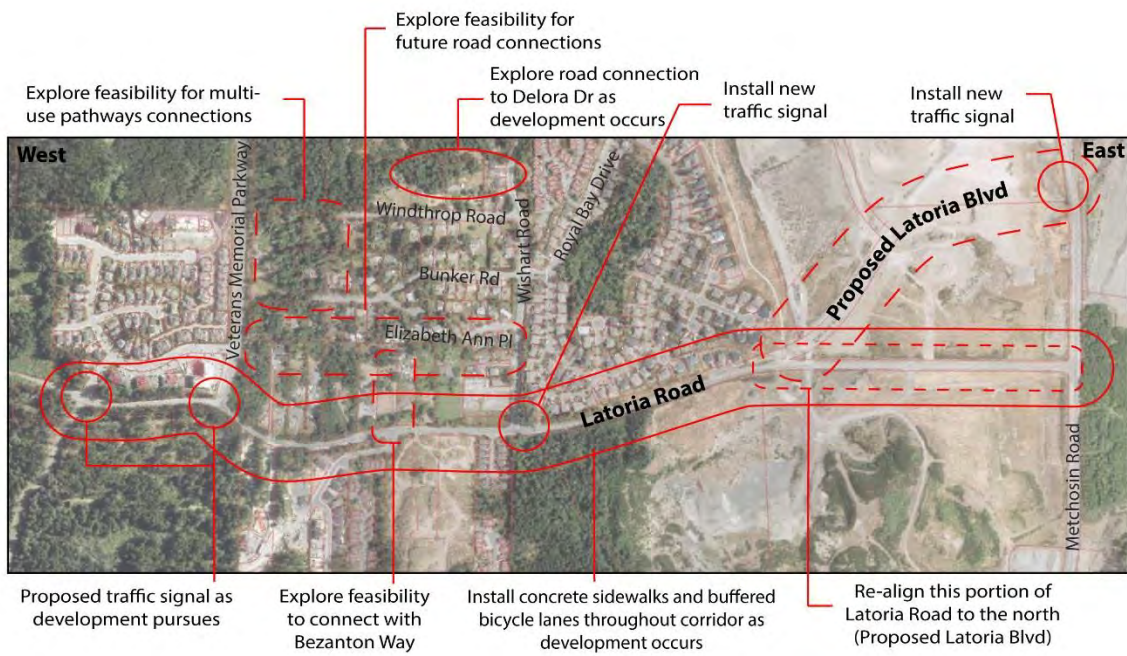 Explore feasibility for
future road connections
Explore feasibility for multi-
use pathways connections
Explore road connection
to Delora Dr as
development occurs
Install new
traffic signal
Install new
traffic signal
West
East
Veterans Memorial Parkway
Windthrop Road
Bunker Rd
Elizabeth Ann Pl
Wishart Road
Royal Bay Drive
Proposed Latoria Blvd
Latoria Road
Metchosin Road
Proposed traffic signal as
development pursues
Explore feasibility
to connect with
Bezanton Way
Install concrete sidewalks and buffered
bicycle lanes throughout corridor as
development occurs
Re-align this portion of
Latoria Road to the north
(Proposed Latoria Blvd)